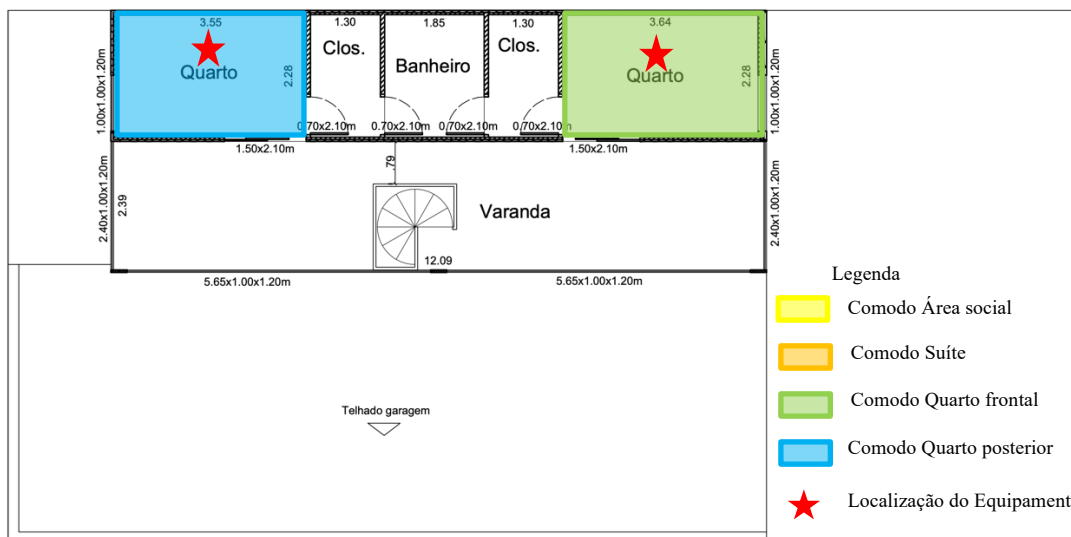 3.55
1.30
1.85
1.30
3.64
Clos.
Clos.
Banheiro
Quarto
Quarto
2.28
2.28
1.00x1.00x1.20m
1.00x1.00x1.20m
0.70x2.10m
0.70x2.10m
0.70x2.10m
0.70x2.10m
1.50x2.10m
1.50x2.10m
.79
2.40x1.00x1.20m
2.39
Varanda
2.40x1.00x1.20m
12.09
5.65x1.00x1.20m
5.65x1.00x1.20m
Telhado garagem
Legenda
Comodo Área social
Comodo Suíte
Comodo Quarto frontal
Comodo Quarto posterior
Localização do Equipament